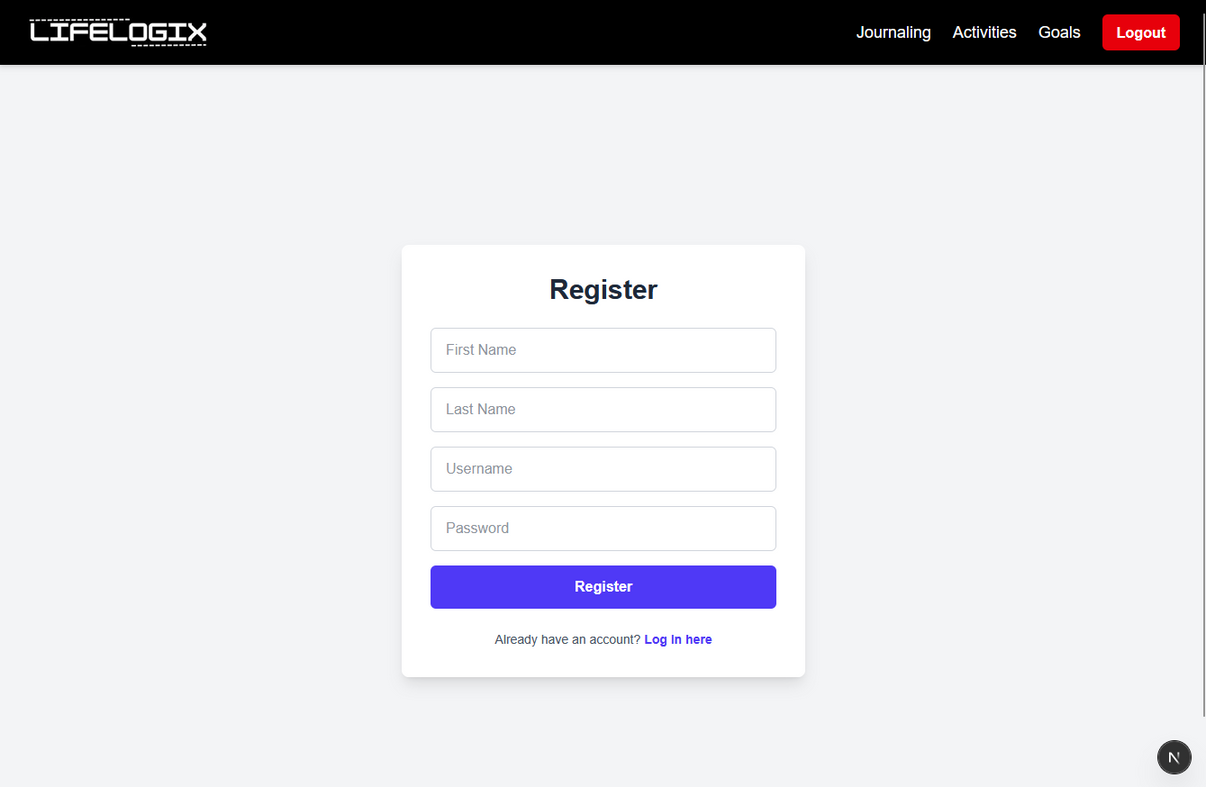 LIFELOGIX
Journaling Activities Goals Logout
Register
First Name
Last Name
Username
Password
Register
Already have an account? Log in here
N